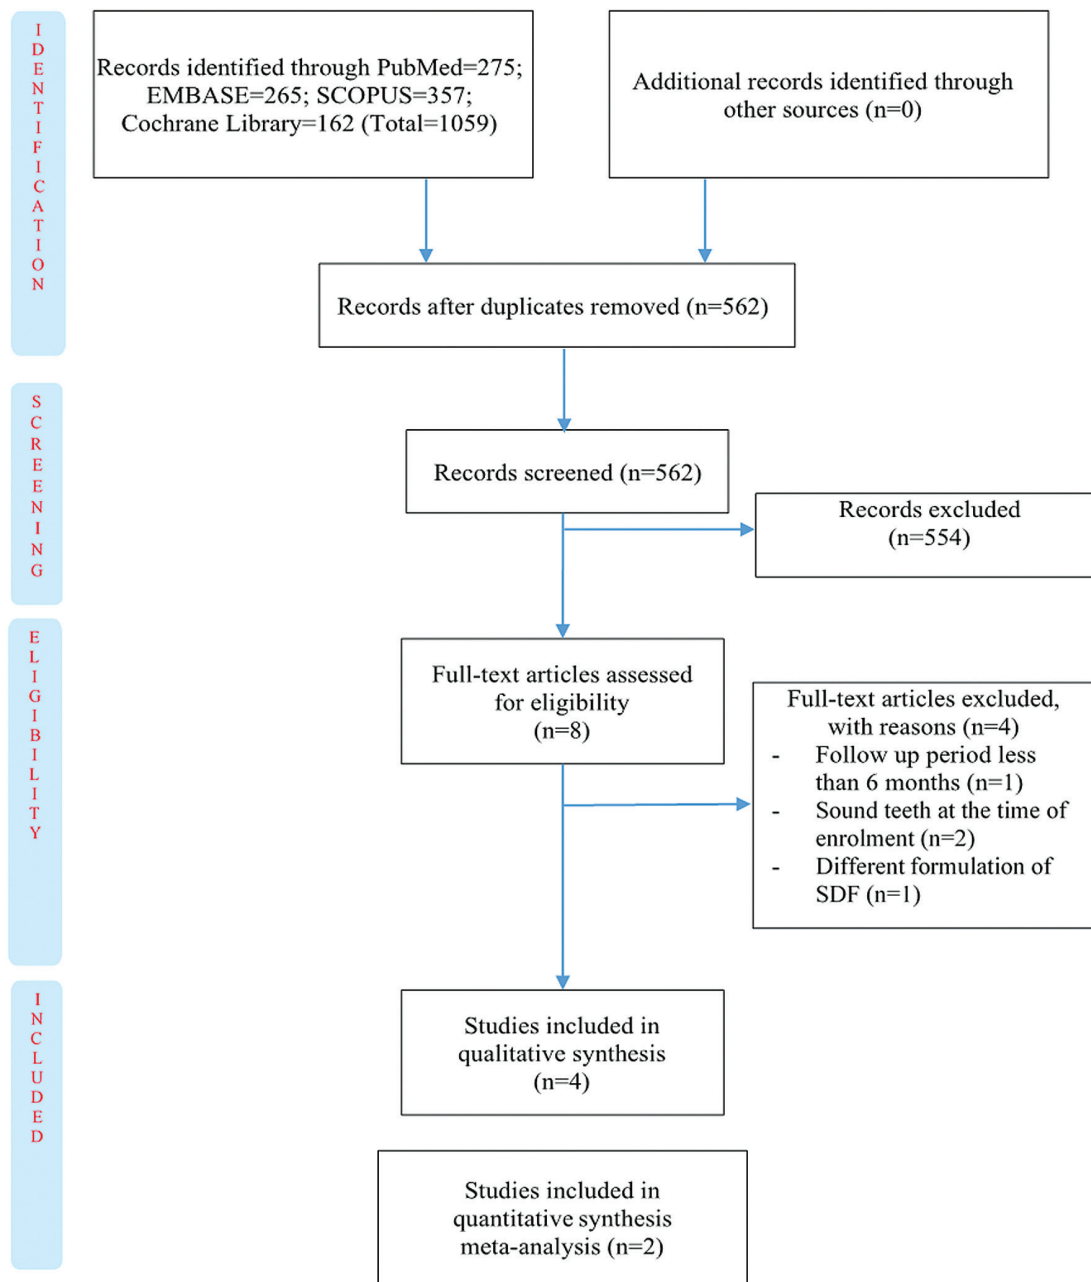 IDENTIFICATION
Records identified through PubMed=275;
EMBASE=265; SCOPUS=357;
Cochrane Library=162 (Total=1059)
Additional records identified through
other sources (n=0)
Records after duplicates removed (n=562)
SCREENING
Records screened (n=562)
Records excluded
(n=554)
ELIGIBILITY
Full-text articles assessed
for eligibility
(n=8)
Full-text articles excluded,
with reasons (n=4)
- Follow up period less
than 6 months (n=1)
- Sound teeth at the time of
enrolment (n=2)
- Different formulation of
SDF (n=1)
INCLUDED
Studies included in
qualitative synthesis
(n=4)
Studies included in
quantitative synthesis
meta-analysis (n=2)